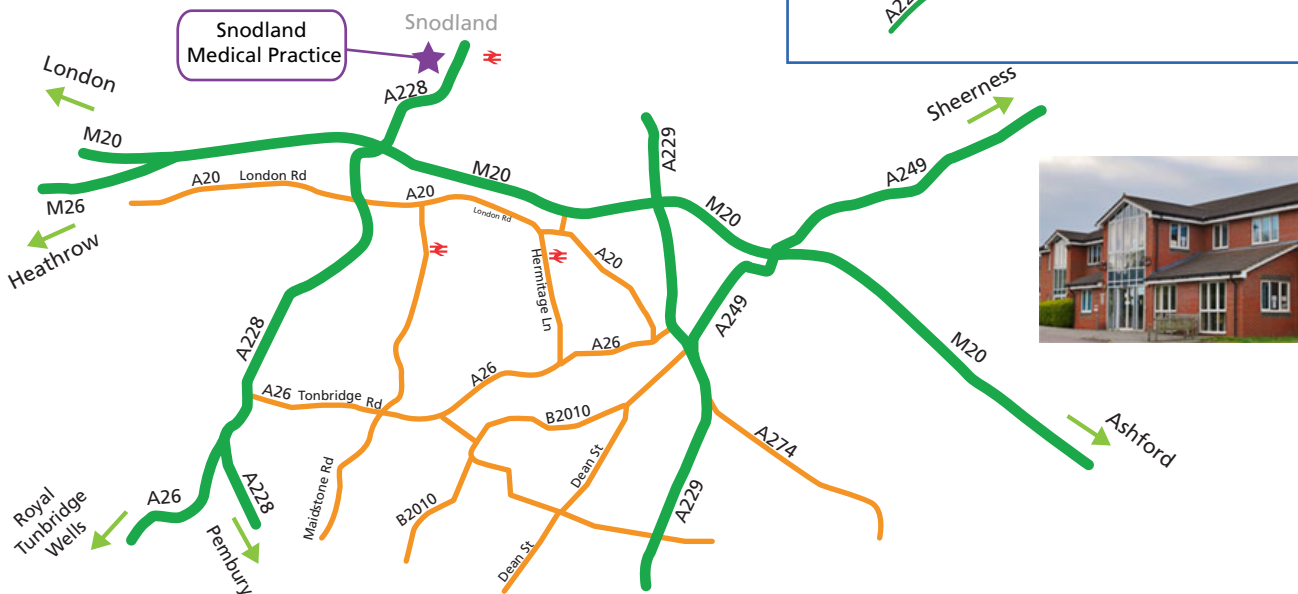 Snodland
Medical Practice
Snodland
A22
London
A228
Sheerness
M20
A229
M20
A249
A20
London Rd
A20
London Rd
M20
M26
Heathrow
Hermitage Ln
A20
A249
A228
A26
M20
A26
A26 Tonbridge Rd
B2010
Ashford
A274
Dean St
Maidstone Rd
A26
A228
B2010
A229
Royal
Tunbridge
Wells
Pembury
Dean St